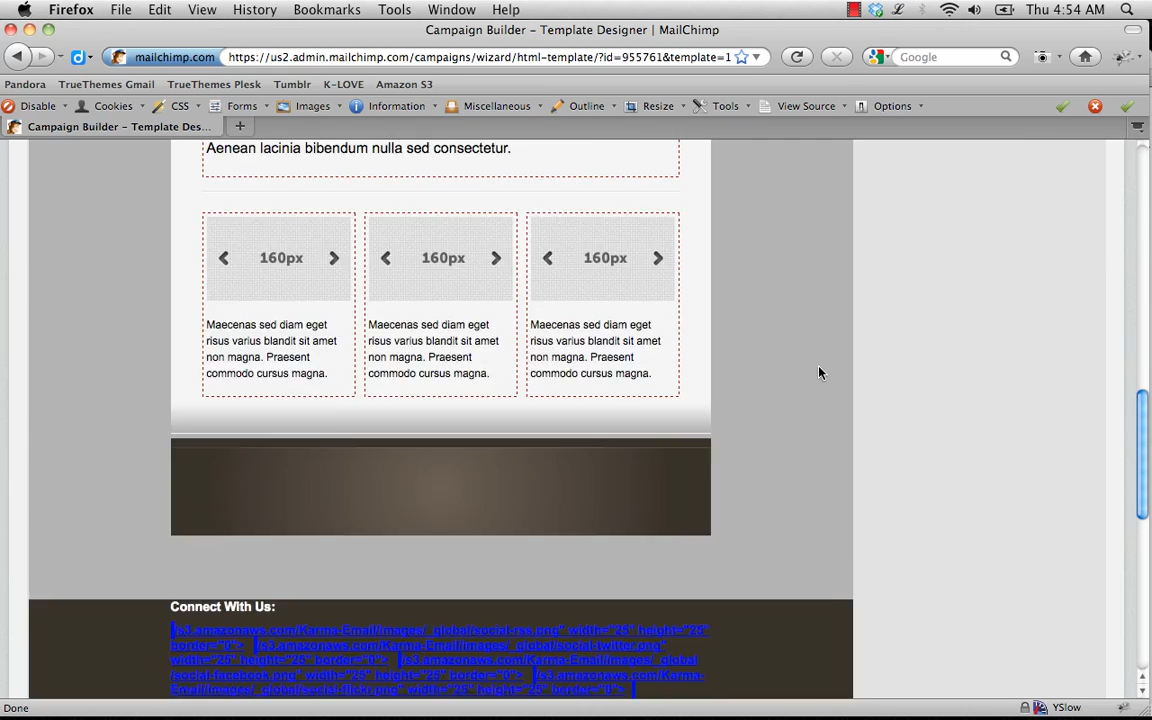 Firefox File Edit View History Bookmarks Tools Window Help Thu 4:54 AM
Campaign Builder – Template Designer | MailChimp
mailchimp.com https://us2.admin.mailchimp.com/campaigns/wizard/html-template/?id=955761&template=1 Google
Pandora TrueThemes Gmail TrueThemes Plesk Tumblr K-LOVE Amazon S3
Disable Cookies CSS Forms Images Information Miscellaneous Outline Resize Tools View Source Options
Campaign Builder – Template Des...
Aenean lacinia bibendum nulla sed consectetur.
160px 160px 160px
Maecenas sed diam eget Maecenas sed diam eget Maecenas sed diam eget
risus varius blandit sit amet risus varius blandit sit amet risus varius blandit sit amet
non magna. Praesent non magna. Praesent non magna. Praesent
commodo cursus magna. commodo cursus magna. commodo cursus magna.
Connect With Us:
/s3.amazonaws.com/Karma-Email/images/_global/social-rss.png" width="25" height="25"
border="0"> /s3.amazonaws.com/Karma-Email/images/_global/social-twitter.png"
width="25" height="25" border="0"> /s3.amazonaws.com/Karma-Email/images/_global
/social-facebook.png" width="25" height="25" border="0"> /s3.amazonaws.com/Karma-
Email/images/_global/social-flickr.png" width="25" height="25" border="0">
Done YSlow